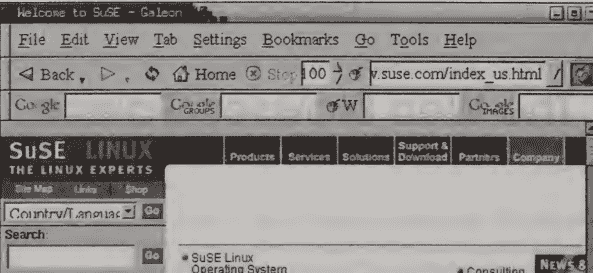 Welcome to SuSE - Galeon
File Edit View Tab Settings Bookmarks Go Tools Help
Back Home Stop 100 v.suse.com/index_us.html
Google Google GROUPS W Google IMAGES
SuSE LINUX
THE LINUX EXPERTS
Products Services Solutions Support & Download Partners Company
Site Map Links Shop
Country/Languag Go
Search:
Go
SuSE Linux
Operating System
Consulting
NEWS &